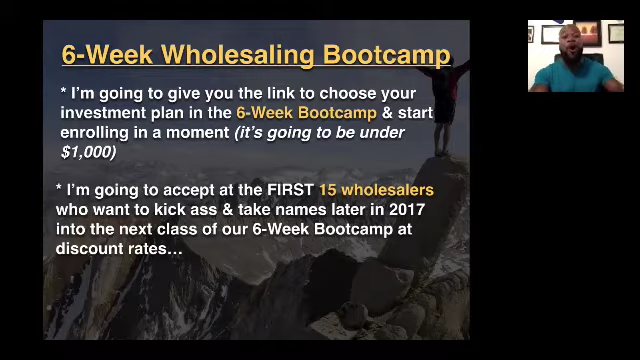 6-Week Wholesaling Bootcamp
* I'm going to give you the link to choose your
investment plan in the 6-Week Bootcamp & start
enrolling in a moment (it's going to be under
$1,000)
* I'm going to accept at the FIRST 15 wholesalers
who want to kick ass & take names later in 2017
into the next class of our 6-Week Bootcamp at
discount rates...